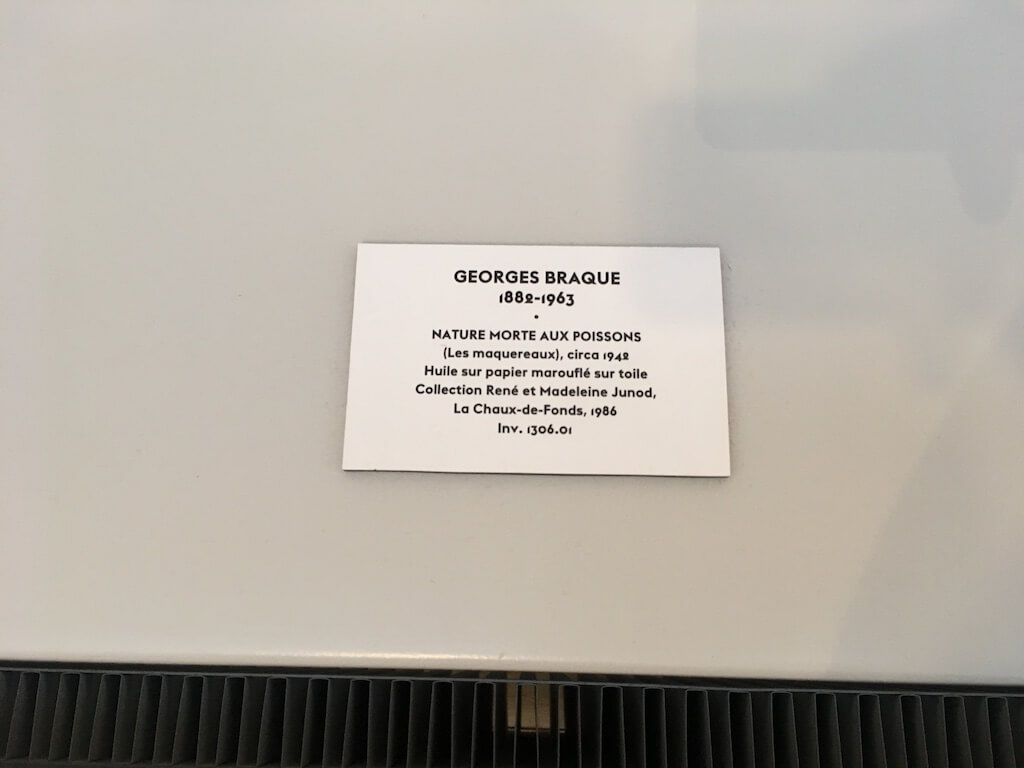 GEORGES BRAQUE
1882-1963
•
NATURE MORTE AUX POISSONS
(Les maquereaux), circa 1942
Huile sur papier marouflé sur toile
Collection René et Madeleine Junod,
La Chaux-de-Fonds, 1986
Inv. 1306.01